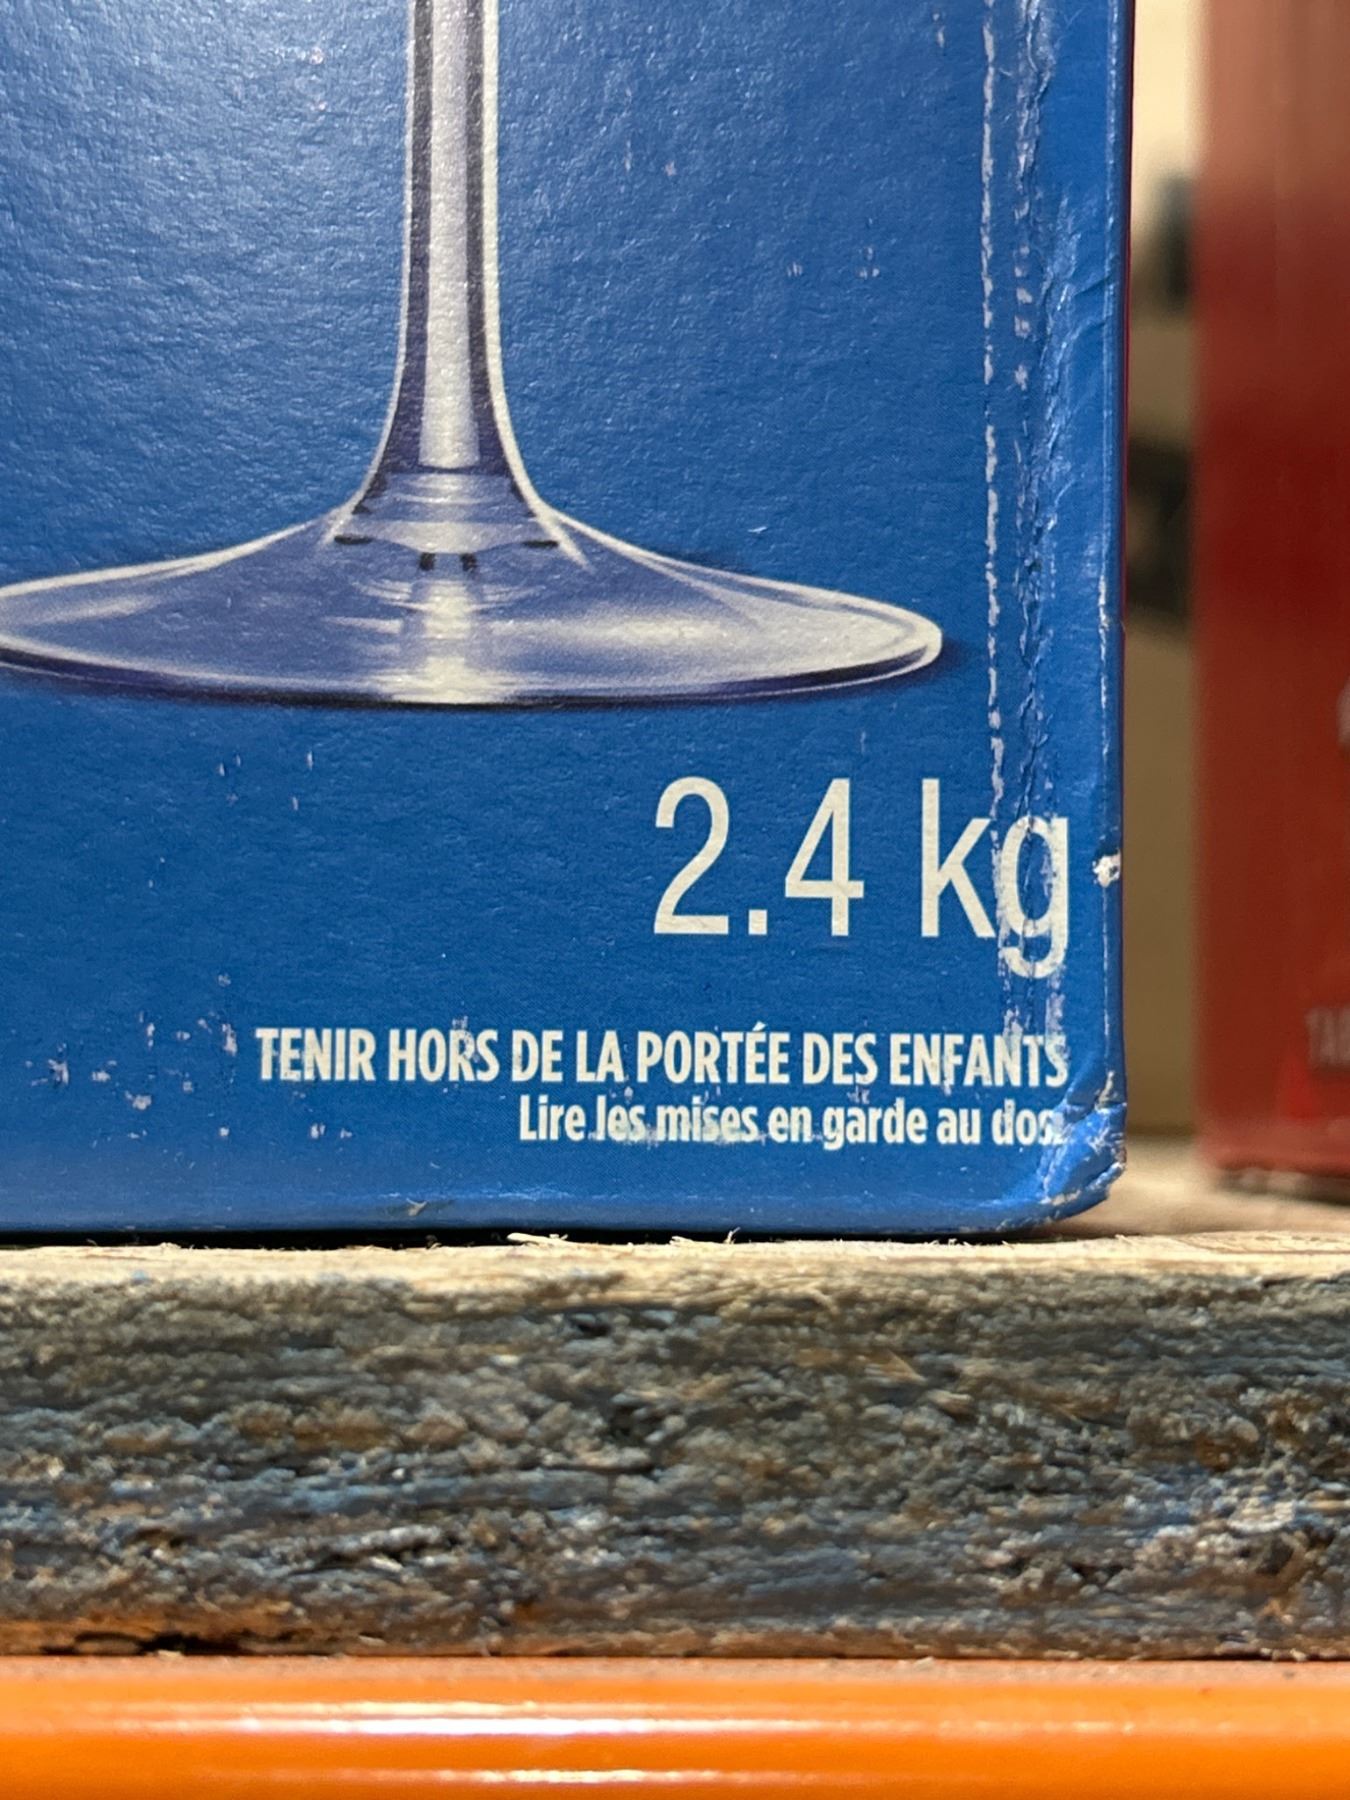 2.4 kg
TENIR HORS DE LA PORTÉE DES ENFANTS
Lire les mises en garde au dos.